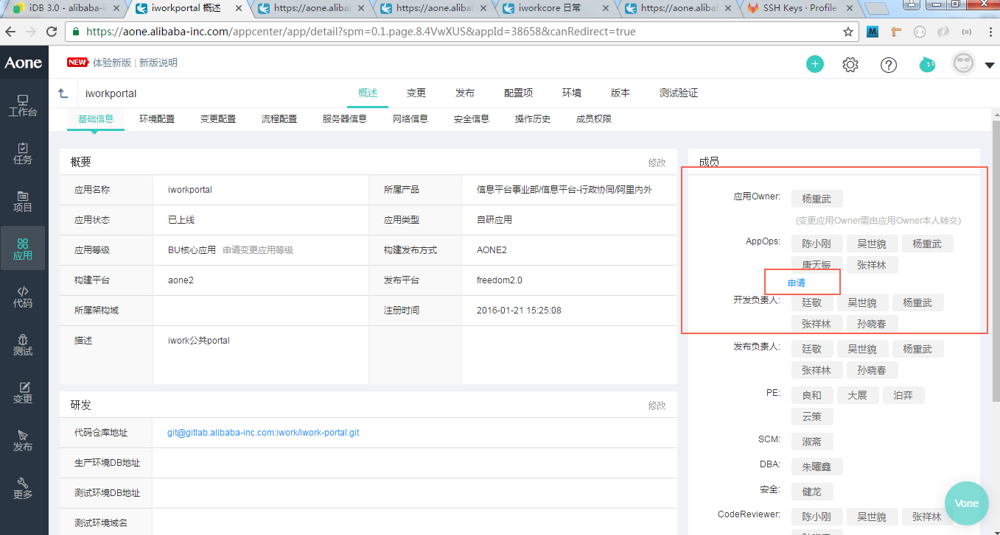 iDB 3.0 - alibaba-i
iworkportal 概述
https://aone.aliba
https://aone.aliba
iworkcore 日常
https://aone.aliba
SSH Keys · Profile
https://aone.alibaba-inc.com/appcenter/app/detail?spm=0.1.page.8.4VwXUS&appId=38658&canRedirect=true
Aone
NEW 体验新版 | 新版说明
iworkportal
概述 变更 发布 配置项 环境 版本 测试验证
基础信息 环境配置 变更配置 流程配置 服务器信息 网络信息 安全信息 操作历史 成员权限
工作台
任务
项目
应用
代码
测试
变更
发布
更多
概要 修改
应用名称 iworkportal 所属产品 信息平台事业部/信息平台-行政协同/阿里内外
应用状态 已上线 应用类型 自研应用
应用等级 BU核心应用 申请变更应用等级 构建发布方式 AONE2
构建平台 aone2 发布平台 freedom2.0
所属架构域 注册时间 2016-01-21 15:25:08
描述 iwork公共portal
研发 修改
代码仓库地址 git@gitlab.alibaba-inc.com:iwork/iwork-portal.git
生产环境DB地址
测试环境DB地址
测试环境域名
成员
应用Owner: 杨重武
(变更应用Owner需由应用Owner本人转交)
AppOps: 陈小刚 吴世貌 杨重武
唐天振 张祥林
申请
开发负责人: 廷敬 吴世貌 杨重武
张祥林 孙晓春
发布负责人: 廷敬 吴世貌 杨重武
张祥林 孙晓春
PE: 良和 大展 泊弈
云策
SCM: 淑斋
DBA: 朱曜鑫
安全: 健龙
CodeReviewer: 陈小刚 吴世貌 张祥林
Vone